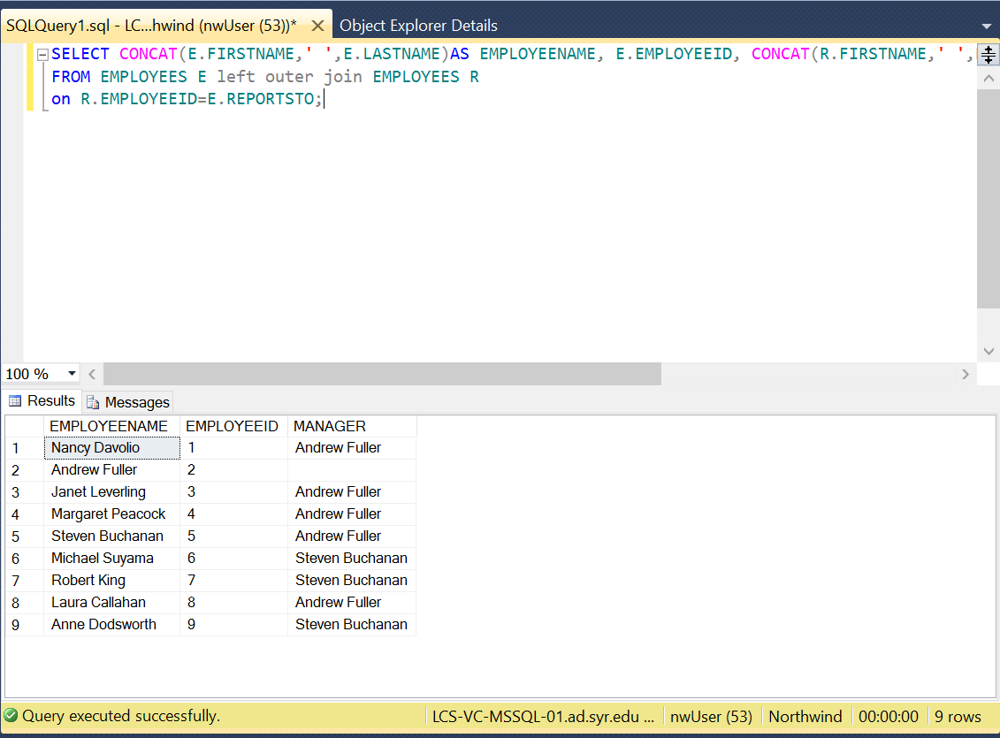 SQLQuery1.sql - LC...hwind (nwUser (53))* Object Explorer Details
SELECT CONCAT(E.FIRSTNAME,' ',E.LASTNAME)AS EMPLOYEENAME, E.EMPLOYEEID, CONCAT(R.FIRSTNAME,' ',
FROM EMPLOYEES E left outer join EMPLOYEES R
on R.EMPLOYEEID=E.REPORTSTO;
100 %
Results Messages
EMPLOYEENAME EMPLOYEEID MANAGER
1 Nancy Davolio 1 Andrew Fuller
2 Andrew Fuller 2
3 Janet Leverling 3 Andrew Fuller
4 Margaret Peacock 4 Andrew Fuller
5 Steven Buchanan 5 Andrew Fuller
6 Michael Suyama 6 Steven Buchanan
7 Robert King 7 Steven Buchanan
8 Laura Callahan 8 Andrew Fuller
9 Anne Dodsworth 9 Steven Buchanan
Query executed successfully. LCS-VC-MSSQL-01.ad.syr.edu ... nwUser (53) Northwind 00:00:00 9 rows